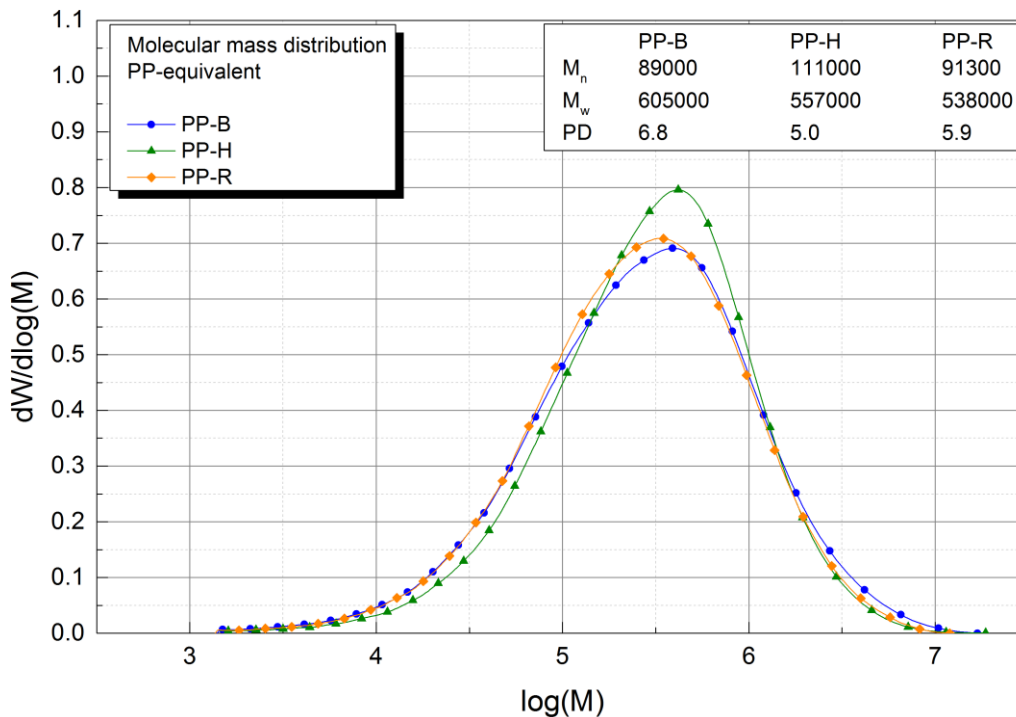 Molecular mass distribution
PP-equivalent
PP-B
PP-H
PP-R
PP-B PP-H PP-R
Mn 89000 111000 91300
Mw 605000 557000 538000
PD 6.8 5.0 5.9
1.1
1.0
0.9
0.8
0.7
0.6
0.5
0.4
0.3
0.2
0.1
0.0
dW/dlog(M)
3 4 5 6 7
log(M)